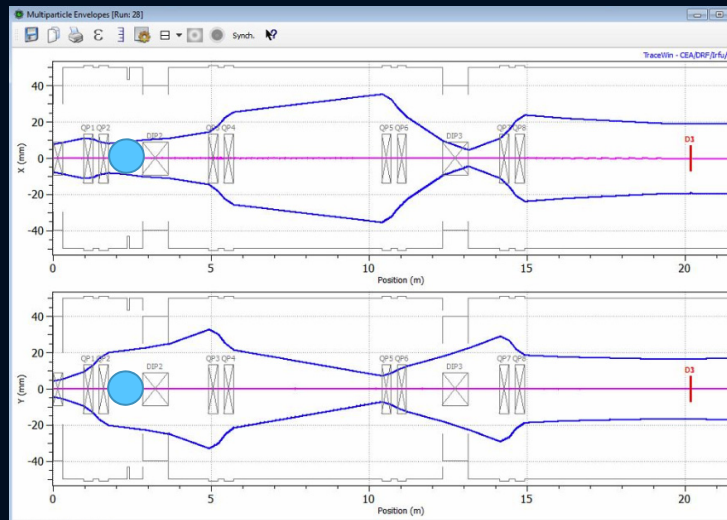 Multiparticle Envelopes [Run: 28]
ε Synch.
TraceWin - CEA/DRF/Irfu/
X (mm)
40
20
0
-20
-40
QP1 QP2 DIP2 QP3 QP4 QP5 QP6 DIP3 QP7 QP8 D3
0 5 10 15 20
Position (m)
Y (mm)
40
20
0
-20
-40
QP1 QP2 DIP2 QP3 QP4 QP5 QP6 DIP3 QP7 QP8 D3
0 5 10 15 20
Position (m)